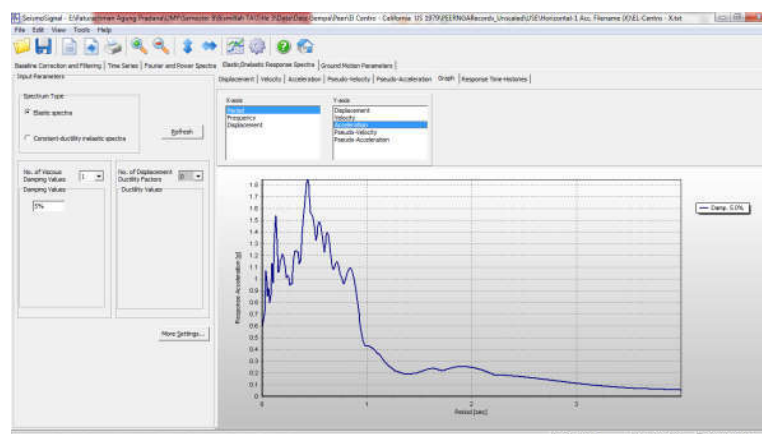 SeismoSignal - E:\Faturachman Agung Pradana\UMY\Semester
File Edit View Tools Help
Baseline Correction and Filtering Time Series Fourier and Power Spectra Elastic/Inelastic Response Spectra Ground Motion Parameters
Input Parameters
Displacement Velocity Acceleration Pseudo-Velocity Pseudo-Acceleration Graph Response Time-Histories
Spectrum Type
Elastic spectra
Constant-ductility inelastic spectra
Refresh
X-axis
Period
Frequency
Displacement
Y-axis
Displacement
Velocity
Acceleration
Pseudo-Velocity
Pseudo-Acceleration
No. of Viscous
Damping Values
1
No. of Displacement
Ductility Factors
0
Damping Values
5%
Ductility Values
More Settings...
Damp. 5.0%
Response Acceleration [g]
1.8
1.7
1.6
1.5
1.4
1.3
1.2
1.1
1
0.9
0.8
0.7
0.6
0.5
0.4
0.3
0.2
0.1
0
0 1 2 3
Period [sec]